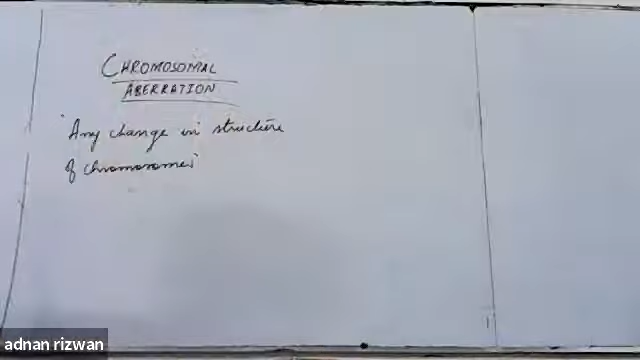 CHROMOSOMAL
ABERRATION
"Any change in structure
of chromosomes"
adnan rizwan